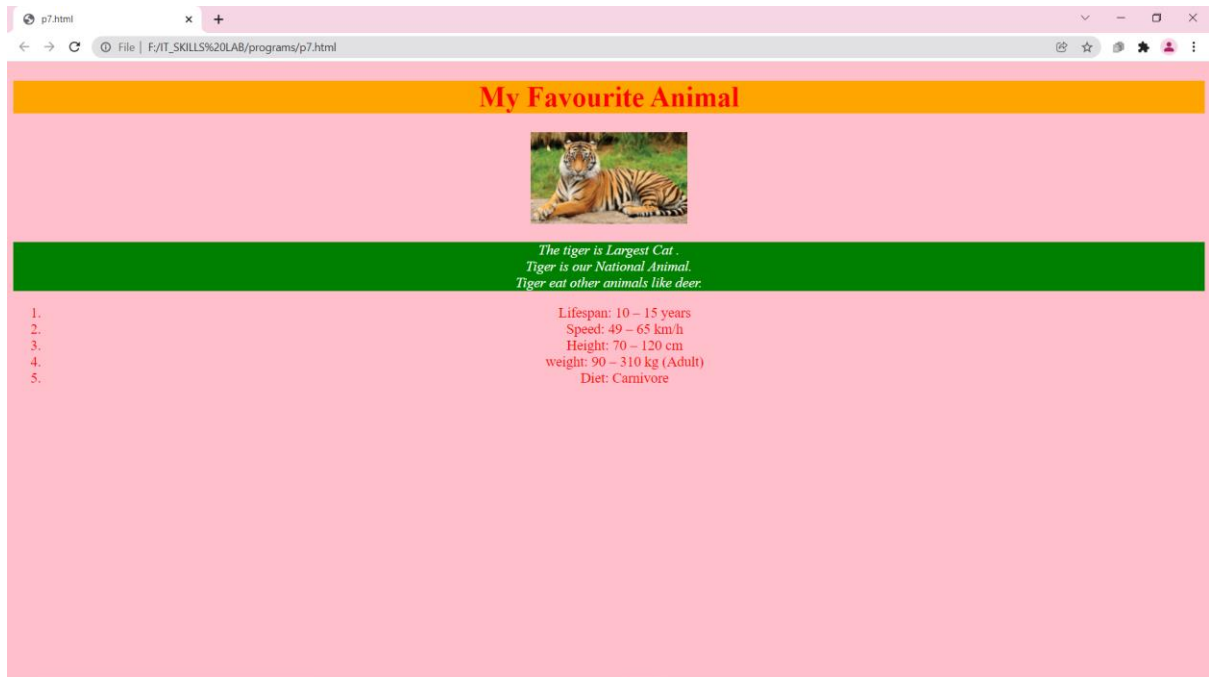 p7.html
File | F:/IT_SKILLS%20LAB/programs/p7.html
My Favourite Animal
The tiger is Largest Cat .
Tiger is our National Animal.
Tiger eat other animals like deer.
1. Lifespan: 10 – 15 years
2. Speed: 49 – 65 km/h
3. Height: 70 – 120 cm
4. weight: 90 – 310 kg (Adult)
5. Diet: Carnivore